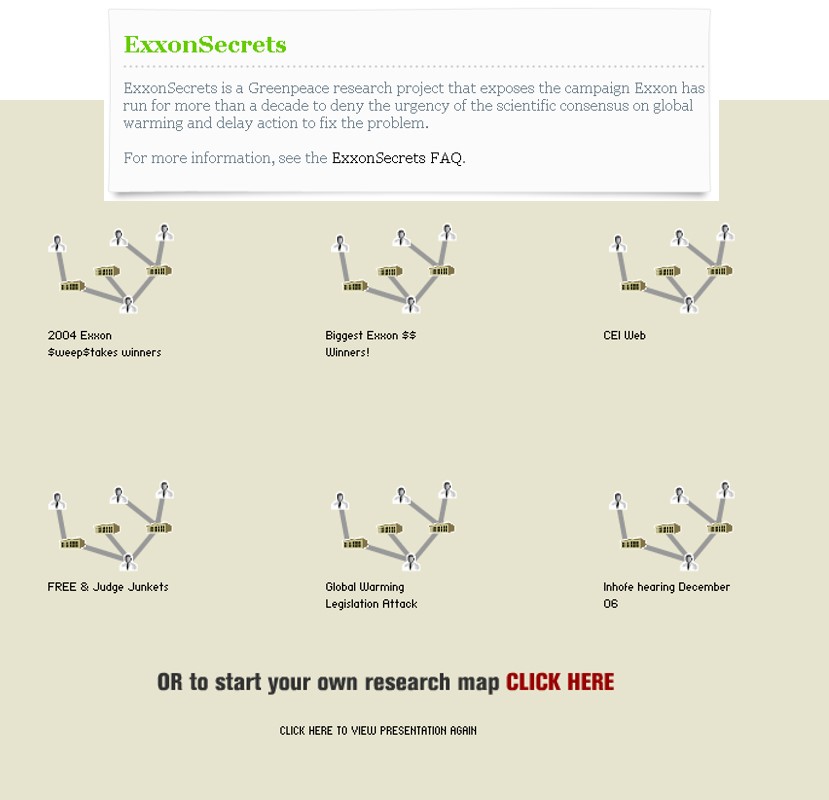 ExxonSecrets
ExxonSecrets is a Greenpeace research project that exposes the campaign Exxon has
run for more than a decade to deny the urgency of the scientific consensus on global
warming and delay action to fix the problem.
For more information, see the ExxonSecrets FAQ.
2004 Exxon
$weep$takes winners
Biggest Exxon $$
Winners!
CEI Web
FREE & Judge Junkets
Global Warming
Legislation Attack
Inhofe hearing December
06
OR to start your own research map CLICK HERE
CLICK HERE TO VIEW PRESENTATION AGAIN